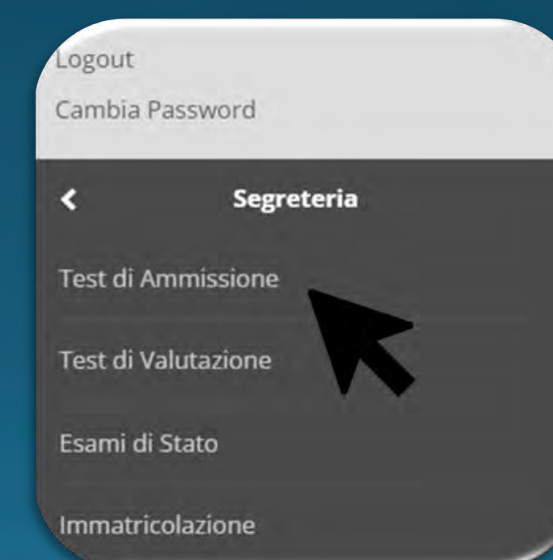 Logout
Cambia Password
Segreteria
Test di Ammissione
Test di Valutazione
Esami di Stato
Immatricolazione